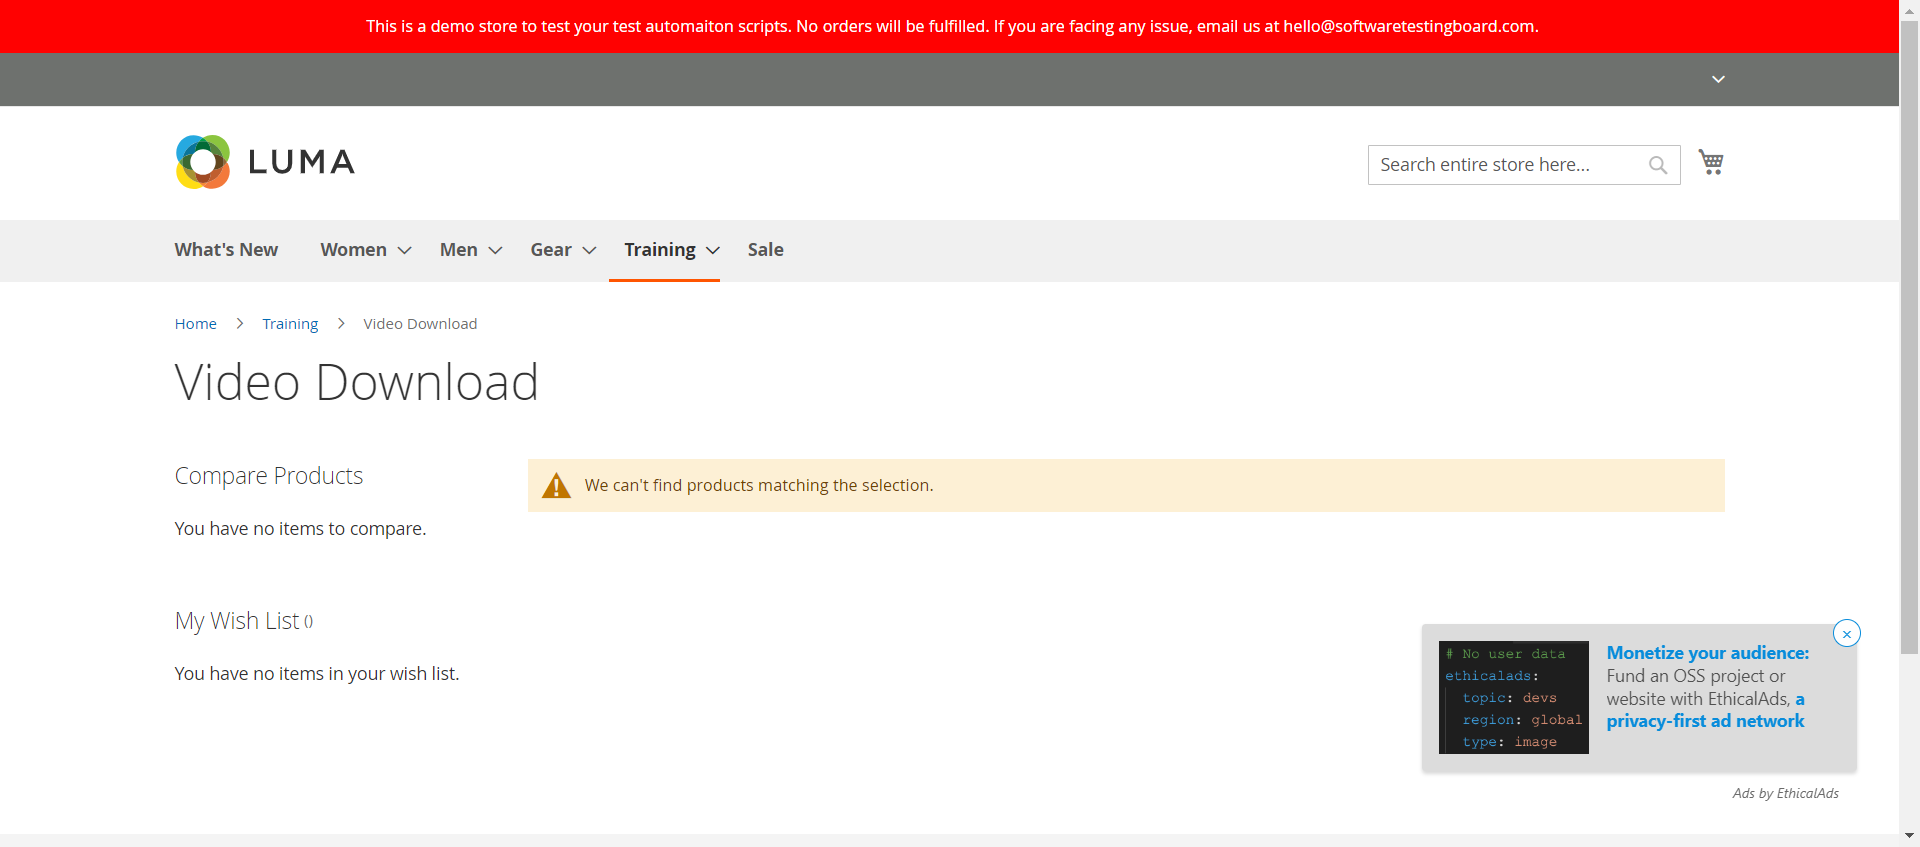 This is a demo store to test your test automaiton scripts. No orders will be fulfilled. If you are facing any issue, email us at hello@softwaretestingboard.com.
LUMA
Search entire store here...
What's New Women Men Gear Training Sale
Home Training Video Download
Video Download
Compare Products
We can't find products matching the selection.
You have no items to compare.
My Wish List ()
You have no items in your wish list.
# No user data
ethicalads:
topic: devs
region: global
type: image
Monetize your audience:
Fund an OSS project or
website with EthicalAds, a
privacy-first ad network
×
Ads by EthicalAds